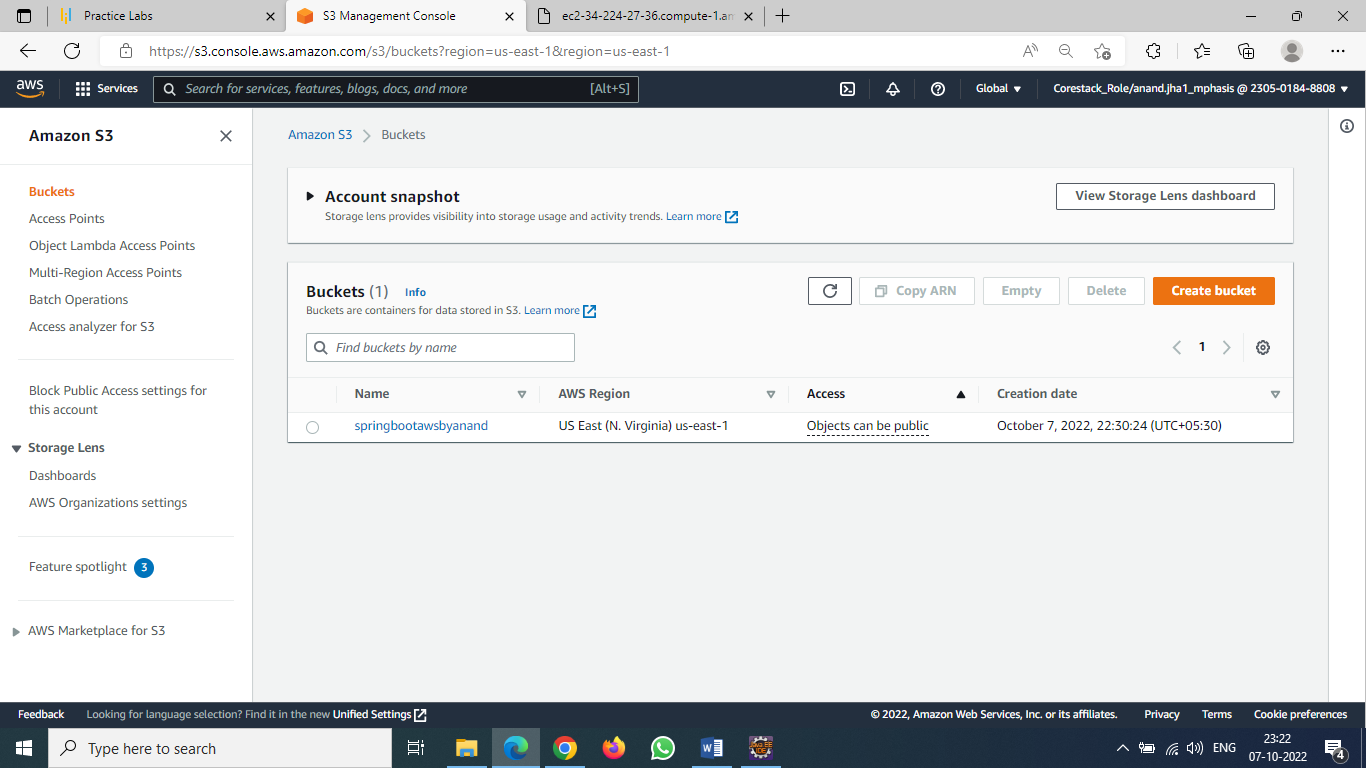 Practice Labs
S3 Management Console
ec2-34-224-27-36.compute-1.am
https://s3.console.aws.amazon.com/s3/buckets?region=us-east-1&region=us-east-1
aws
Services
Search for services, features, blogs, docs, and more
[Alt+S]
Global
Corestack_Role/anand.jha1_mphasis @ 2305-0184-8808
Amazon S3
Buckets
Access Points
Object Lambda Access Points
Multi-Region Access Points
Batch Operations
Access analyzer for S3
Block Public Access settings for
this account
Storage Lens
Dashboards
AWS Organizations settings
Feature spotlight 3
AWS Marketplace for S3
Amazon S3 > Buckets
Account snapshot
Storage lens provides visibility into storage usage and activity trends. Learn more
View Storage Lens dashboard
Buckets (1) Info
Buckets are containers for data stored in S3. Learn more
Copy ARN
Empty
Delete
Create bucket
Find buckets by name
1
Name AWS Region Access Creation date
springbootawsbyanand US East (N. Virginia) us-east-1 Objects can be public October 7, 2022, 22:30:24 (UTC+05:30)
Feedback Looking for language selection? Find it in the new Unified Settings
© 2022, Amazon Web Services, Inc. or its affiliates. Privacy Terms Cookie preferences
Type here to search
W
Java EE
IDE
ENG
23:22
07-10-2022
4